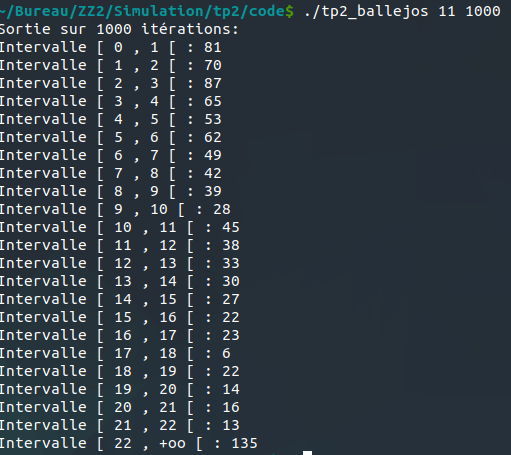 ~/Bureau/ZZ2/Simulation/tp2/code$ ./tp2_ballejos 11 1000
Sortie sur 1000 itérations:
Intervalle [ 0 , 1 [ : 81
Intervalle [ 1 , 2 [ : 70
Intervalle [ 2 , 3 [ : 87
Intervalle [ 3 , 4 [ : 65
Intervalle [ 4 , 5 [ : 53
Intervalle [ 5 , 6 [ : 62
Intervalle [ 6 , 7 [ : 49
Intervalle [ 7 , 8 [ : 42
Intervalle [ 8 , 9 [ : 39
Intervalle [ 9 , 10 [ : 28
Intervalle [ 10 , 11 [ : 45
Intervalle [ 11 , 12 [ : 38
Intervalle [ 12 , 13 [ : 33
Intervalle [ 13 , 14 [ : 30
Intervalle [ 14 , 15 [ : 27
Intervalle [ 15 , 16 [ : 22
Intervalle [ 16 , 17 [ : 23
Intervalle [ 17 , 18 [ : 6
Intervalle [ 18 , 19 [ : 22
Intervalle [ 19 , 20 [ : 14
Intervalle [ 20 , 21 [ : 16
Intervalle [ 21 , 22 [ : 13
Intervalle [ 22 , +oo [ : 135